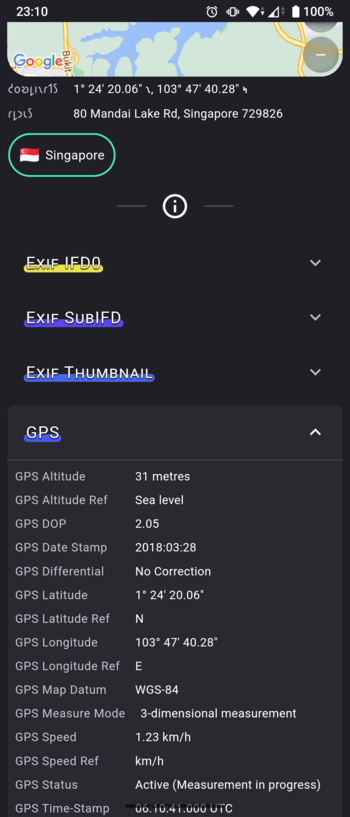 23:10
100%
Google
Bukit
1° 24' 20.06" 103° 47' 40.28"
80 Mandai Lake Rd, Singapore 729826
Singapore
Exif IFD0
Exif SubIFD
Exif Thumbnail
GPS
GPS Altitude 31 metres
GPS Altitude Ref Sea level
GPS DOP 2.05
GPS Date Stamp 2018:03:28
GPS Differential No Correction
GPS Latitude 1° 24' 20.06"
GPS Latitude Ref N
GPS Longitude 103° 47' 40.28"
GPS Longitude Ref E
GPS Map Datum WGS-84
GPS Measure Mode 3-dimensional measurement
GPS Speed 1.23 km/h
GPS Speed Ref km/h
GPS Status Active (Measurement in progress)
GPS Time-Stamp 06:10:41.000 UTC